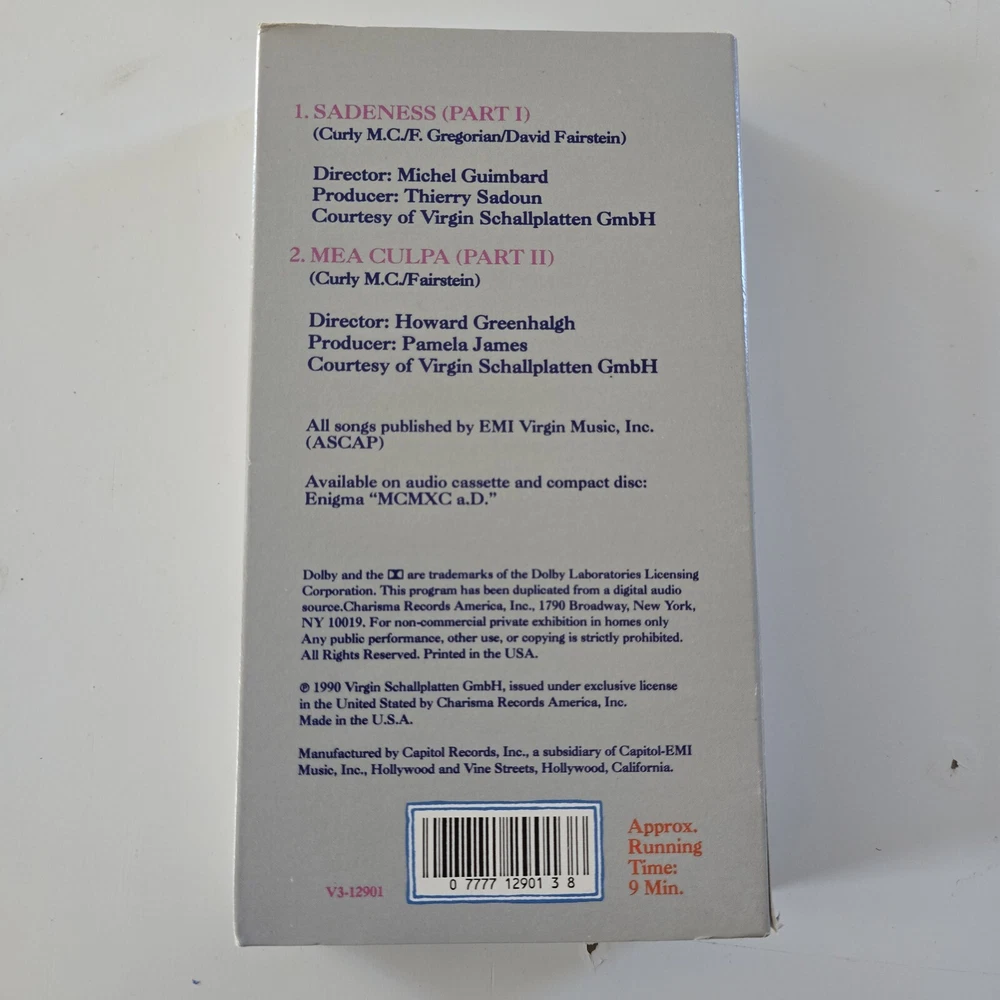 1. SADENESS (PART I)
(Curly M.C./F. Gregorian/David Fairstein)
Director: Michel Guimbard
Producer: Thierry Sadoun
Courtesy of Virgin Schallplatten GmbH
2. MEA CULPA (PART II)
(Curly M.C./Fairstein)
Director: Howard Greenhalgh
Producer: Pamela James
Courtesy of Virgin Schallplatten GmbH
All songs published by EMI Virgin Music, Inc.
(ASCAP)
Available on audio cassette and compact disc:
Enigma “MCMXC a.D.”
Dolby and the are trademarks of the Dolby Laboratories Licensing
Corporation. This program has been duplicated from a digital audio
source.Charisma Records America, Inc., 1790 Broadway, New York,
NY 10019. For non-commercial private exhibition in homes only
Any public performance, other use, or copying is strictly prohibited.
All Rights Reserved. Printed in the USA.
℗ 1990 Virgin Schallplatten GmbH, issued under exclusive license
in the United Stated by Charisma Records America, Inc.
Made in the U.S.A.
Manufactured by Capitol Records, Inc., a subsidiary of Capitol-EMI
Music, Inc., Hollywood and Vine Streets, Hollywood, California.
V3-12901
0 7777 12901 3 8
Approx.
Running
Time:
9 Min.